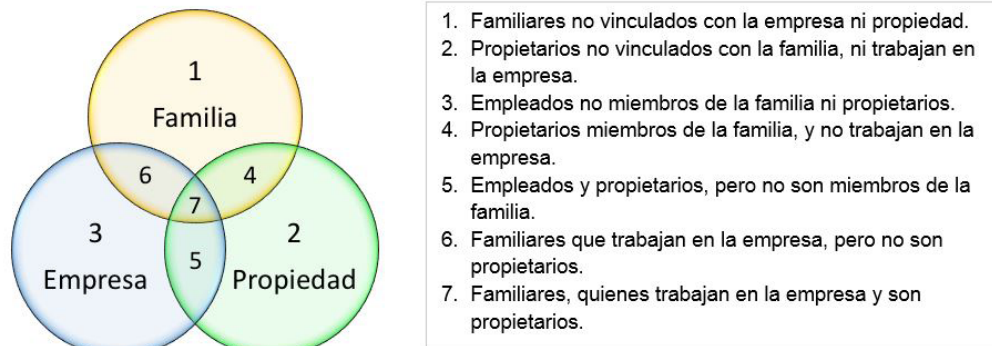 1
Familia
6
4
7
3
2
Empresa
5
Propiedad
1. Familiares no vinculados con la empresa ni propiedad.
2. Propietarios no vinculados con la familia, ni trabajan en
la empresa.
3. Empleados no miembros de la familia ni propietarios.
4. Propietarios miembros de la familia, y no trabajan en la
empresa.
5. Empleados y propietarios, pero no son miembros de la
familia.
6. Familiares que trabajan en la empresa, pero no son
propietarios.
7. Familiares, quienes trabajan en la empresa y son
propietarios.